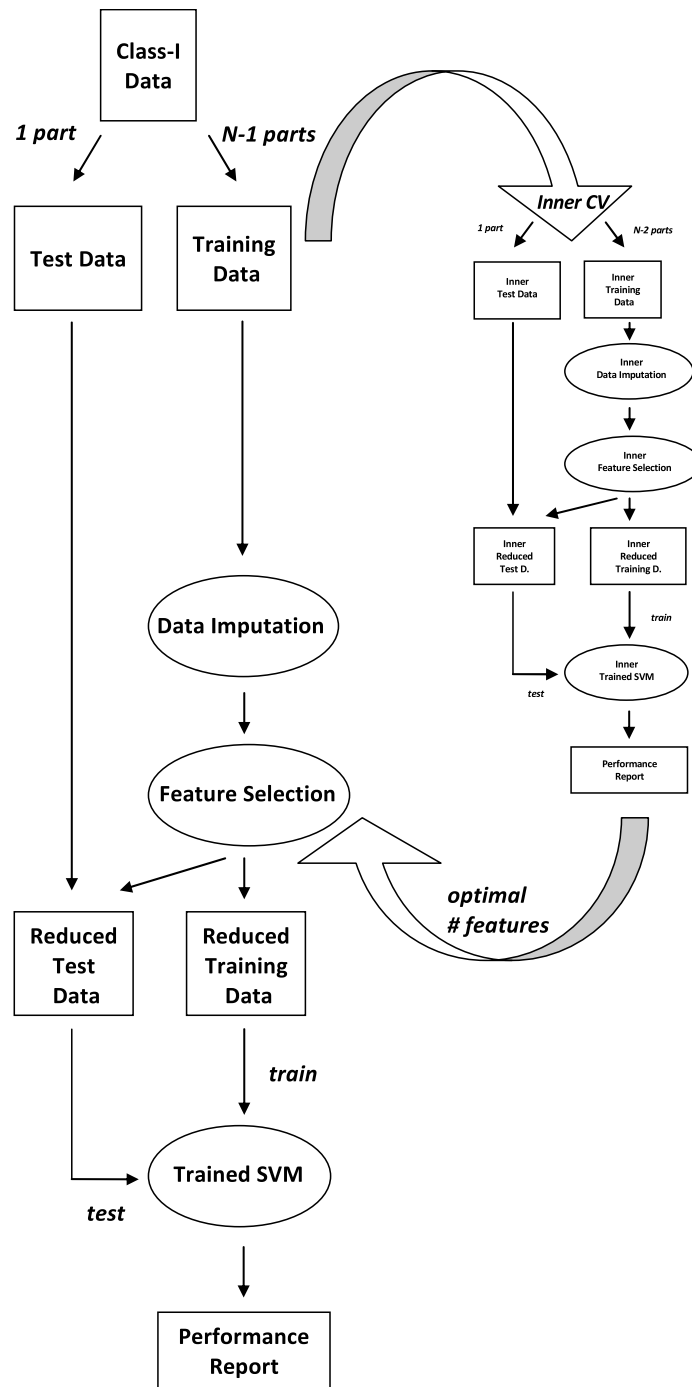 Class-I
Data
1 part
N-1 parts
Test Data
Training
Data
Inner CV
1 part
N-2 parts
Inner
Test Data
Inner
Training
Data
Inner
Data Imputation
Inner
Feature Selection
Inner
Reduced
Test D.
Inner
Reduced
Training D.
train
Inner
Trained SVM
test
Performance
Report
Data Imputation
Feature Selection
optimal
# features
Reduced
Test
Data
Reduced
Training
Data
train
Trained SVM
test
Performance
Report